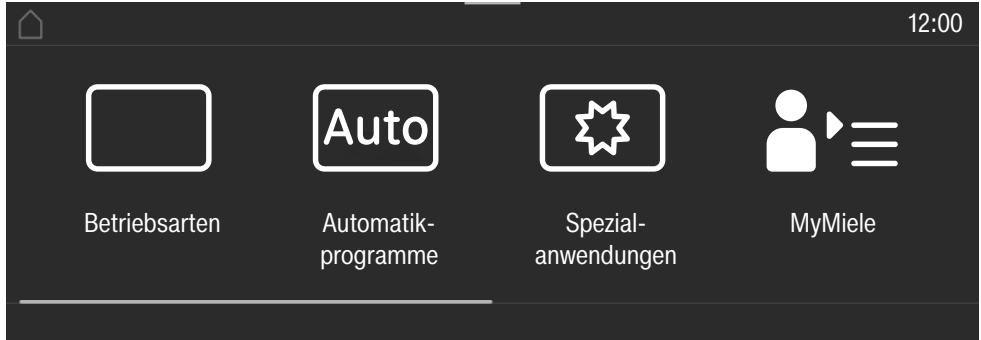 12:00
Auto
Betriebsarten
Automatik-
programme
Spezial-
anwendungen
MyMiele